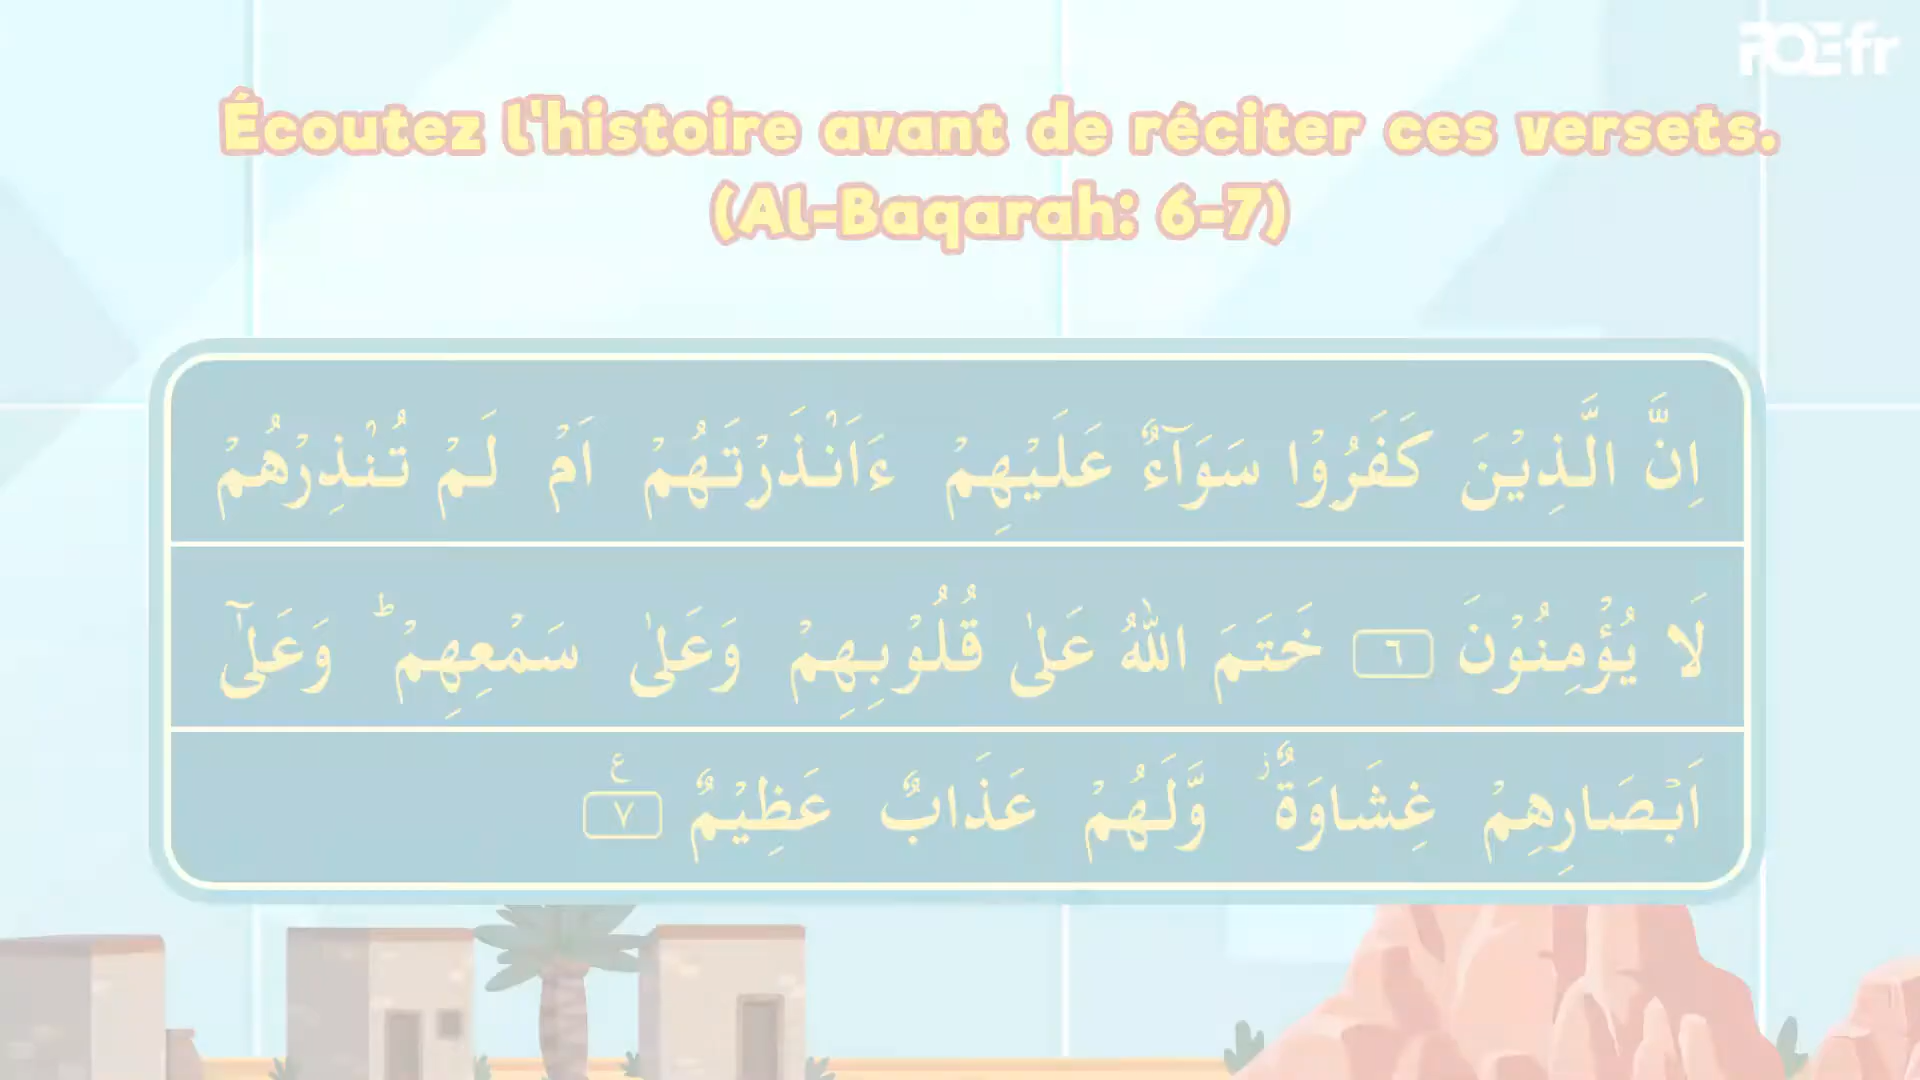 FQEfr
Écoutez l'histoire avant de réciter ces versets.
(Al-Baqarah: 6-7)
اِنَّ الَّذِيْنَ كَفَرُوْا سَوَآءٌ عَلَيْهِمْ ءَاَنْذَرْتَهُمْ اَمْ لَمْ تُنْذِرْهُمْ
لَا يُؤْمِنُوْنَ ٦ خَتَمَ اللّٰهُ عَلٰى قُلُوْبِهِمْ وَعَلٰى سَمْعِهِمْ ؕ وَعَلٰٓى
اَبْصَارِهِمْ غِشَاوَةٌ ؗ وَّلَهُمْ عَذَابٌ عَظِيْمٌ ٧ ع